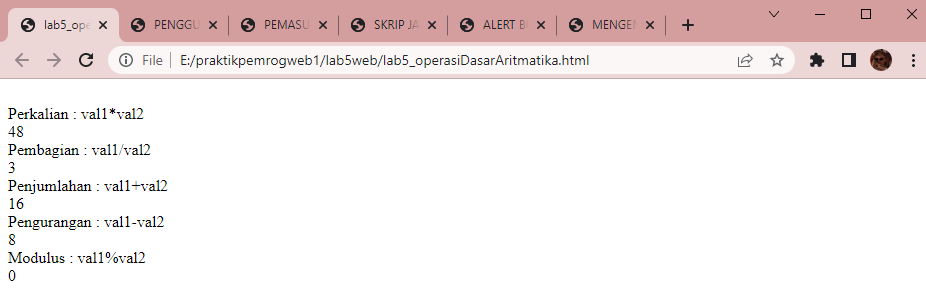 lab5_ope
PENGGU
PEMASU
SKRIP JA
ALERT B
MENGEN
File
E:/praktikpemrogweb1/lab5web/lab5_operasiDasarAritmatika.html
Perkalian : val1*val2
48
Pembagian : val1/val2
3
Penjumlahan : val1+val2
16
Pengurangan : val1-val2
8
Modulus : val1%val2
0